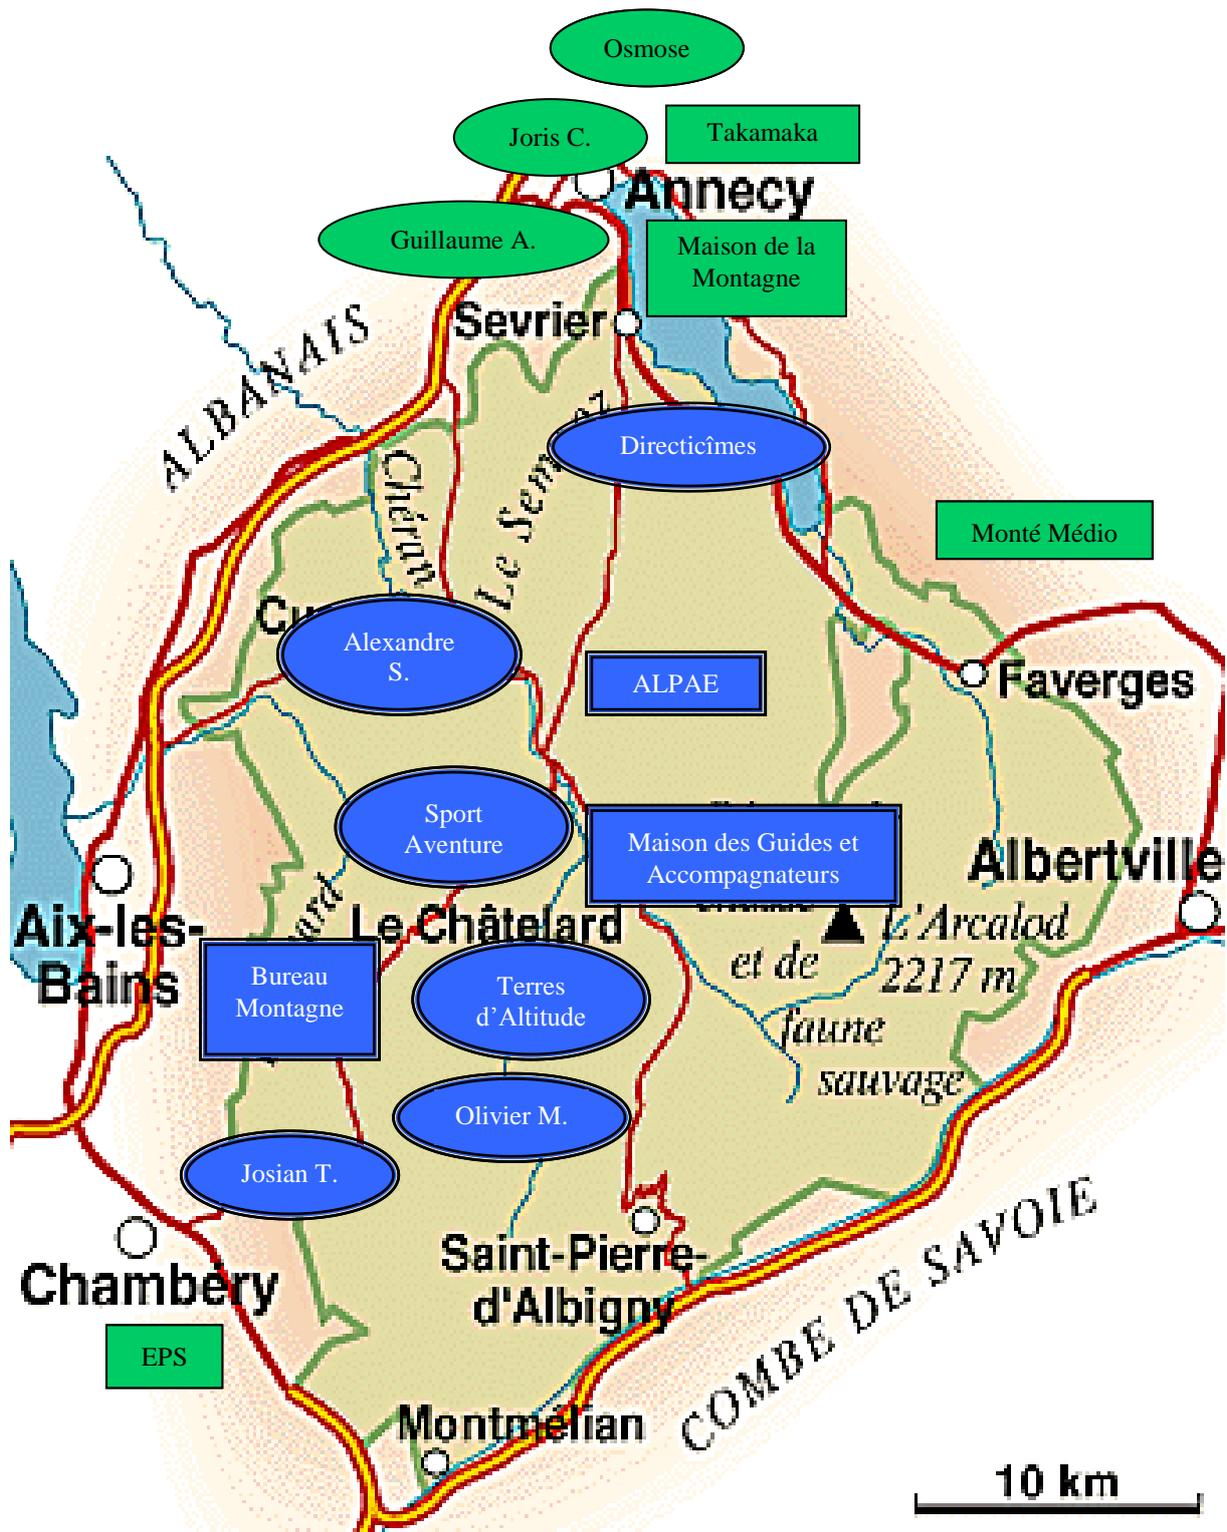 Osmose
Joris C.
Takamaka
Annecy
Guillaume A.
Maison de la
Montagne
Sevrier
ALBANAIS
Directicîmes
Chéran
Le Sem
Monté Médio
Alexandre
S.
ALPAE
Faverges
Sport
Aventure
Maison des Guides et
Accompagnateurs
Albertville
Aix-les-
Bains
Le Châtelard
L'Arcalod
2217 m
et de
faune
sauvage
Bureau
Montagne
Terres
d’Altitude
Olivier M.
Josian T.
Chambéry
Saint-Pierre-
d'Albigny
COMBE DE SAVOIE
EPS
Montmélian
10 km